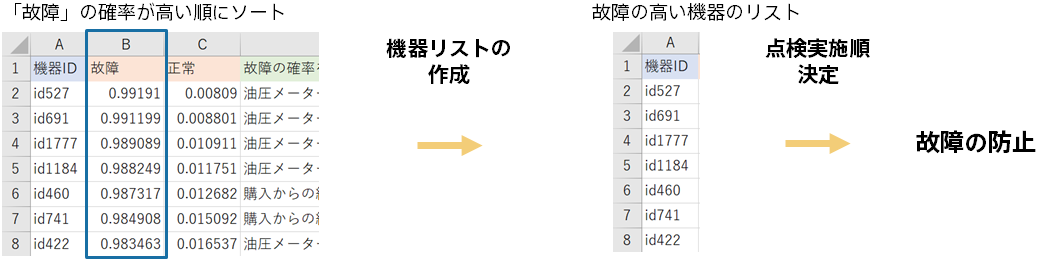 「故障」の確率が高い順にソート
A B C
1 機器ID 故障 正常 故障の確率を
2 id527 0.99191 0.00809 油圧メーター
3 id691 0.991199 0.008801 油圧メーター
4 id1777 0.989089 0.010911 油圧メーター
5 id1184 0.988249 0.011751 油圧メーター
6 id460 0.987317 0.012682 購入からの経
7 id741 0.984908 0.015092 購入からの経
8 id422 0.983463 0.016537 油圧メーター
機器リストの
作成
故障の高い機器のリスト
A
1 機器ID
2 id527
3 id691
4 id1777
5 id1184
6 id460
7 id741
8 id422
点検実施順
決定
故障の防止